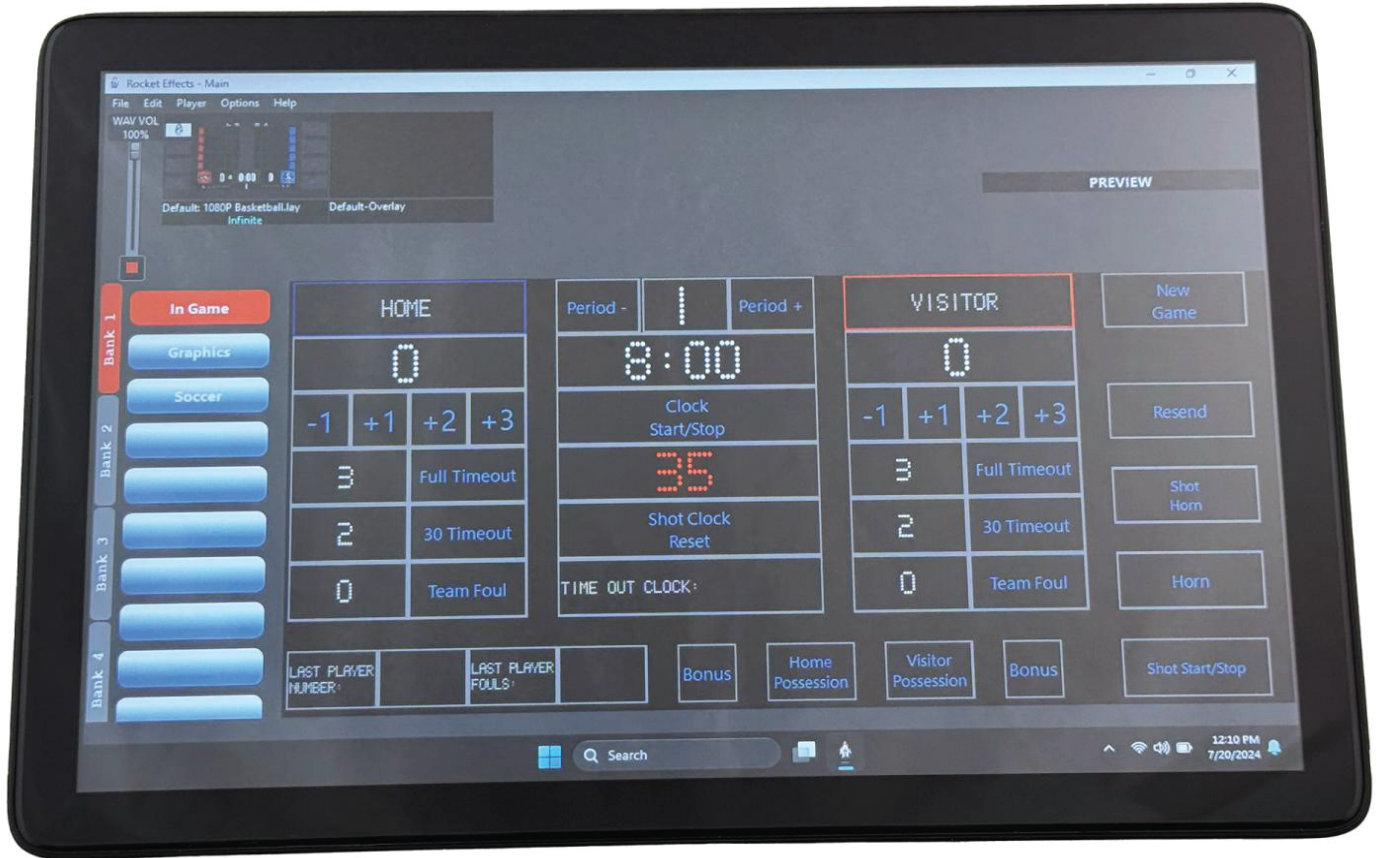 Rocket Effects - Main
File Edit Player Options Help
WAV VOL
100%
0 0:00 0
Default: 1080P Basketball.lay Default-Overlay
Infinite
PREVIEW
Bank 1
Bank 2
Bank 3
Bank 4
In Game
Graphics
Soccer
HOME
0
-1 +1 +2 +3
3 Full Timeout
2 30 Timeout
0 Team Foul
Period - 1 Period +
8:00
Clock
Start/Stop
35
Shot Clock
Reset
TIME OUT CLOCK:
VISITOR
0
-1 +1 +2 +3
3 Full Timeout
2 30 Timeout
0 Team Foul
New
Game
Resend
Shot
Horn
Horn
Shot Start/Stop
LAST PLAYER
NUMBER:
LAST PLAYER
FOULS:
Bonus
Home
Possession
Visitor
Possession
Bonus
Search
12:10 PM
7/20/2024